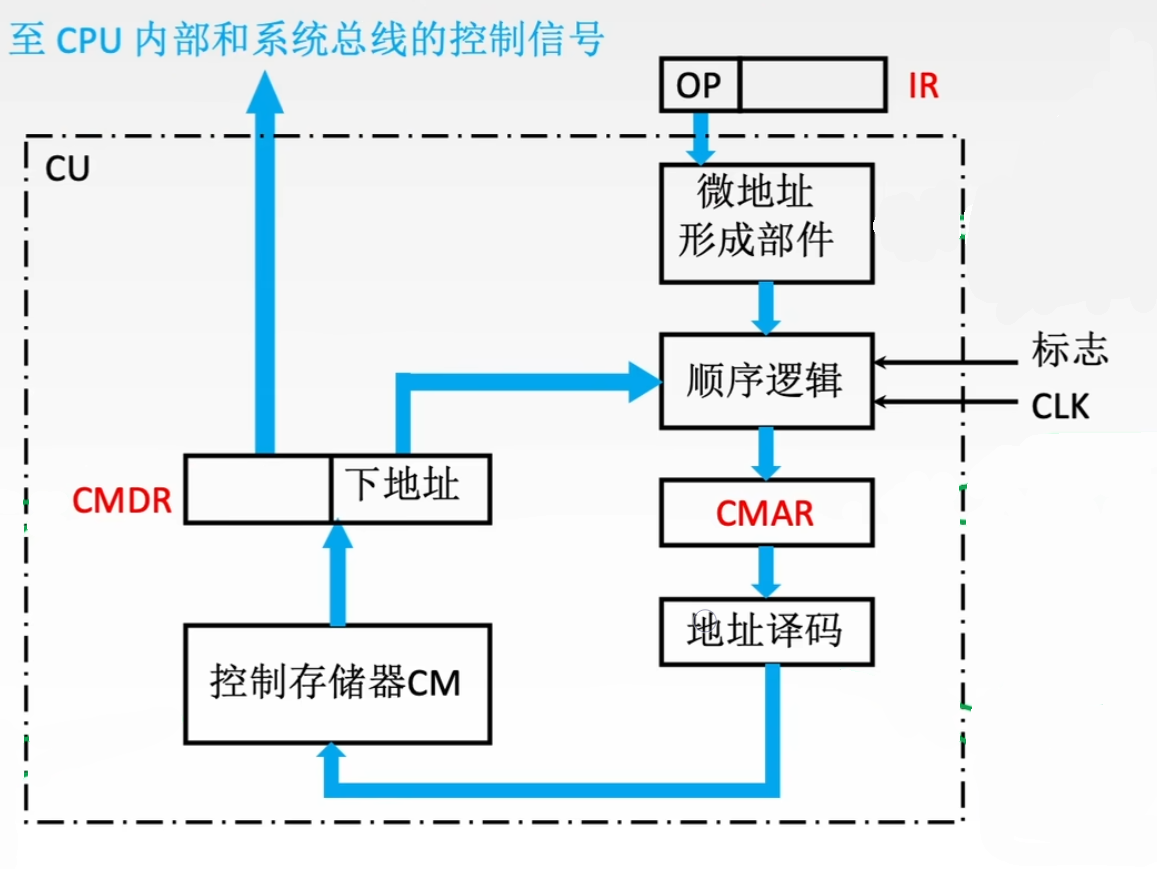 至 CPU 内部和系统总线的控制信号
OP
IR
CU
微地址
形成部件
标志
顺序逻辑
CLK
下地址
CMDR
CMAR
地址译码
控制存储器CM